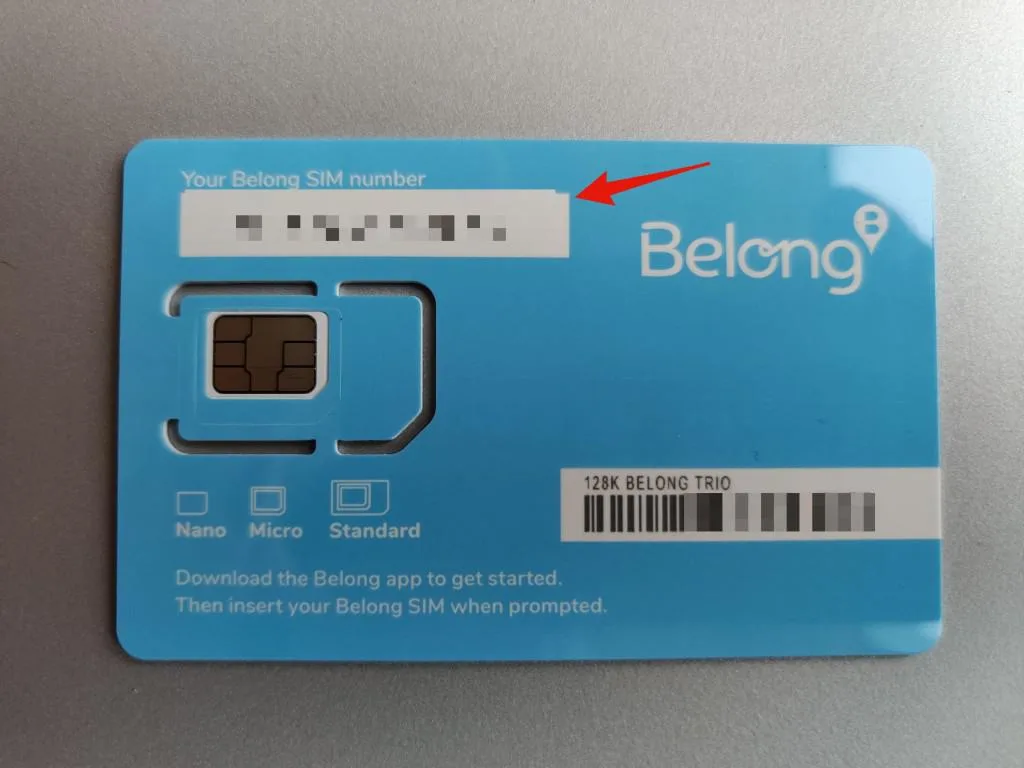 Your Belong SIM number
Belong
Nano Micro Standard
128K BELONG TRIO
Download the Belong app to get started.
Then insert your Belong SIM when prompted.